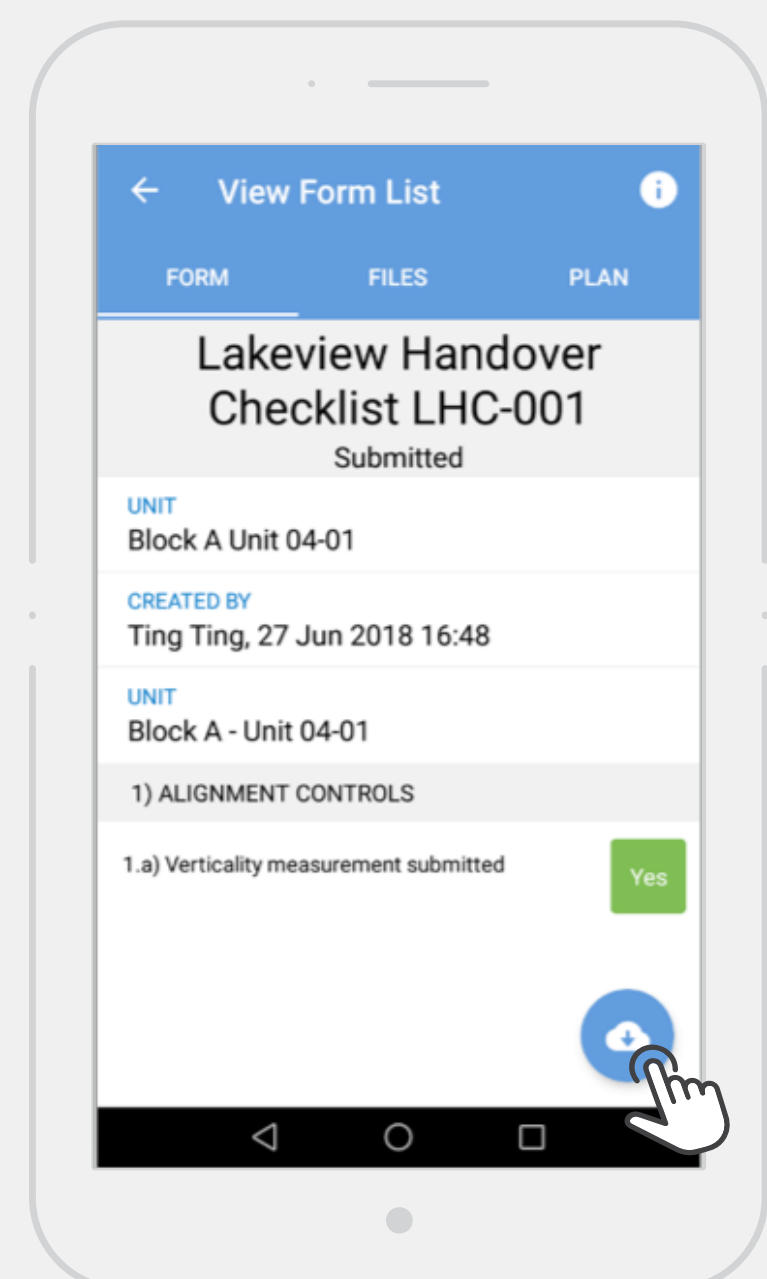 View Form List
FORM FILES PLAN
Lakeview Handover
Checklist LHC-001
Submitted
UNIT
Block A Unit 04-01
CREATED BY
Ting Ting, 27 Jun 2018 16:48
UNIT
Block A - Unit 04-01
1) ALIGNMENT CONTROLS
1.a) Verticality measurement submitted Yes